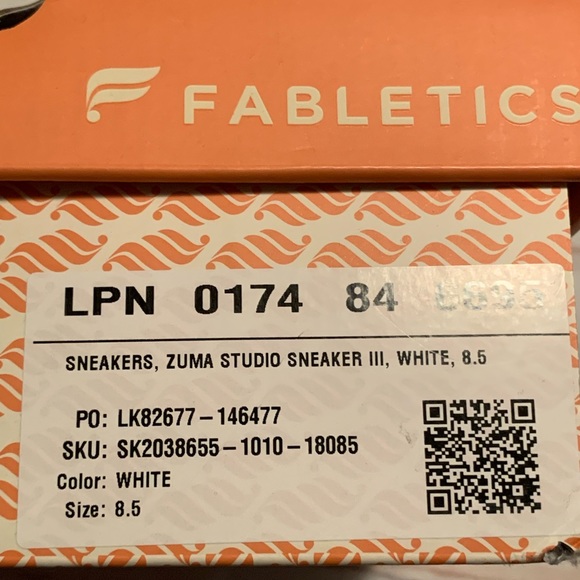 FABLETICS
LPN 0174 84
SNEAKERS, ZUMA STUDIO SNEAKER III, WHITE, 8.5
PO: LK82677-146477
SKU: SK2038655-1010-18085
Color: WHITE
Size: 8.5